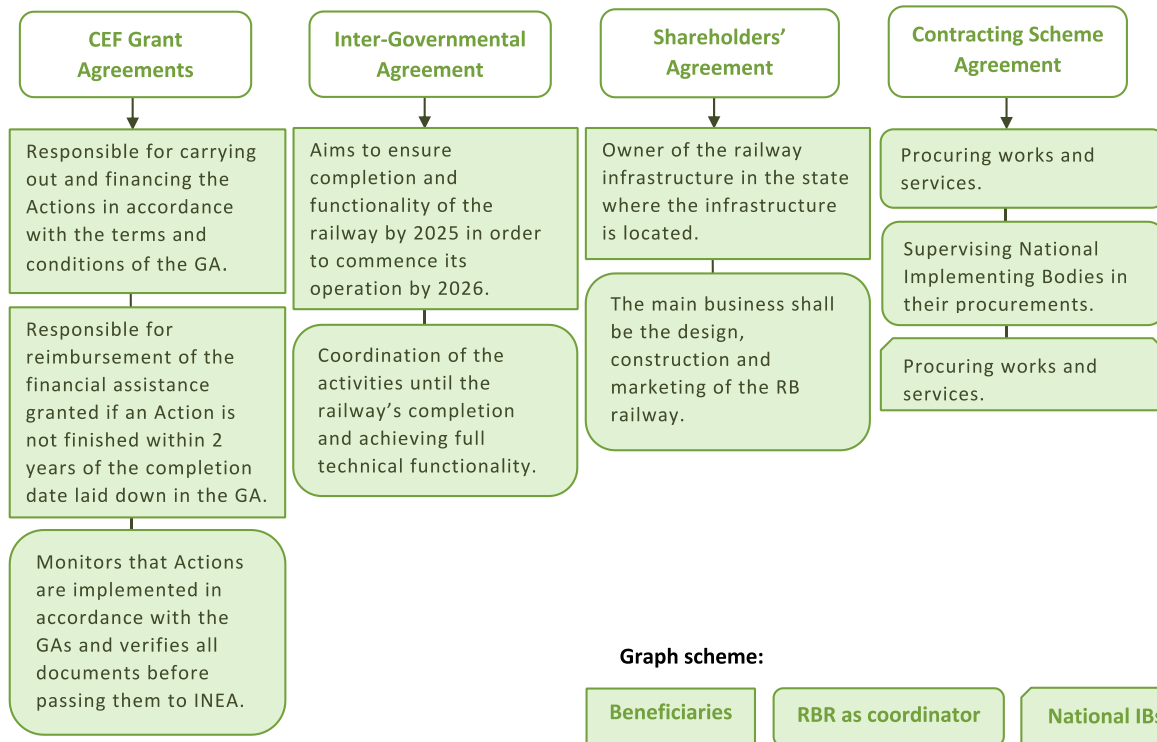 CEF Grant
Agreements
Responsible for carrying
out and financing the
Actions in accordance
with the terms and
conditions of the GA.
Responsible for
reimbursement of the
financial assistance
granted if an Action is
not finished within 2
years of the completion
date laid down in the GA.
Monitors that Actions
are implemented in
accordance with the
GAs and verifies all
documents before
passing them to INEA.
Inter-Governmental
Agreement
Aims to ensure
completion and
functionality of the
railway by 2025 in order
to commence its
operation by 2026.
Coordination of the
activities until the
railway’s completion
and achieving full
technical functionality.
Shareholders’
Agreement
Owner of the railway
infrastructure in the state
where the infrastructure
is located.
The main business shall
be the design,
construction and
marketing of the RB
railway.
Contracting Scheme
Agreement
Procuring works and
services.
Supervising National
Implementing Bodies in
their procurements.
Procuring works and
services.
Graph scheme:
Beneficiaries
RBR as coordinator
National IBs